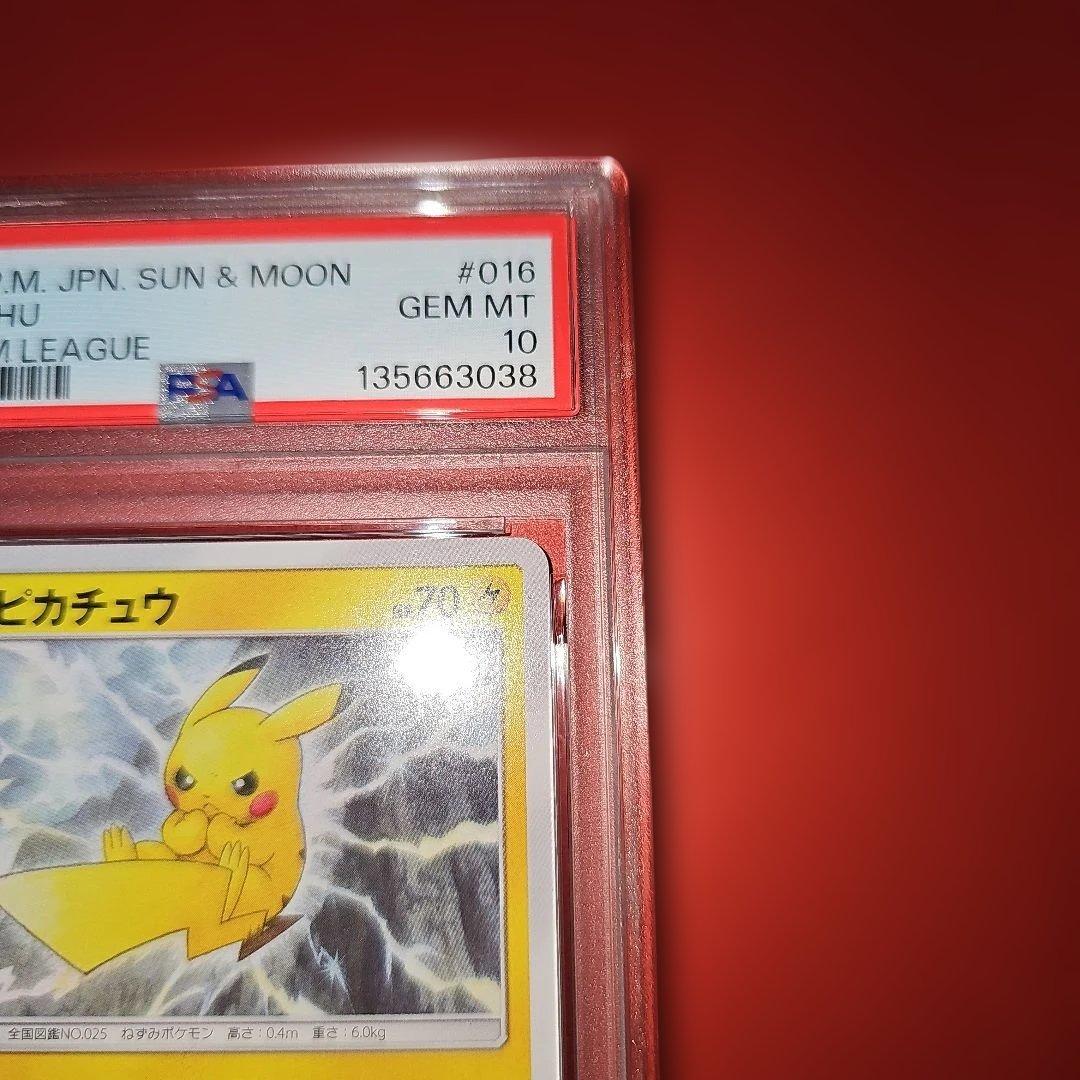 P.M. JPN. SUN & MOON #016
HU GEM MT
M LEAGUE 10
PSA 135663038
ピカチュウ HP 70
全国図鑑NO.025 ねずみポケモン 高さ:0.4m 重さ:6.0kg